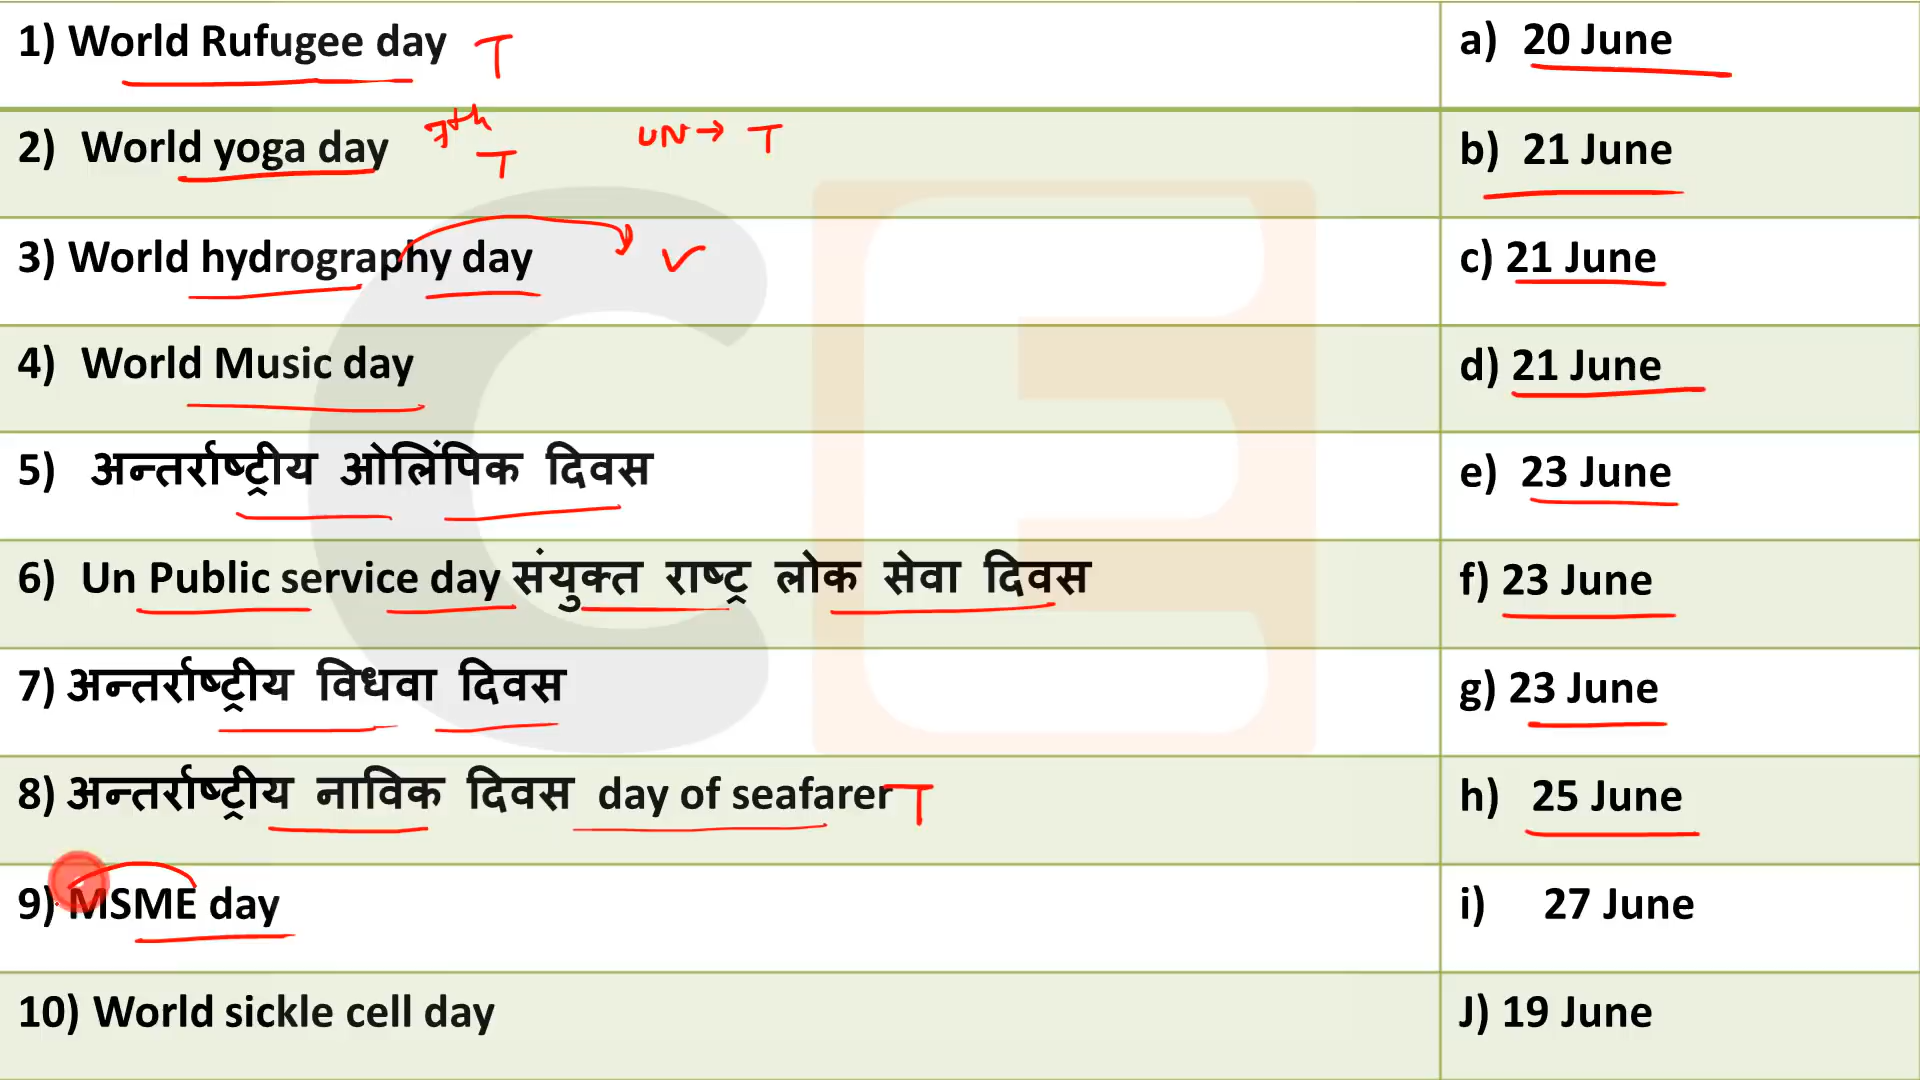 1) World Rufugee day T a) 20 June
2) World yoga day 7th T UN → T b) 21 June
3) World hydrography day ✓ c) 21 June
4) World Music day d) 21 June
5) अन्तर्राष्ट्रीय ओलिंपिक दिवस e) 23 June
6) Un Public service day संयुक्त राष्ट्र लोक सेवा दिवस f) 23 June
7) अन्तर्राष्ट्रीय विधवा दिवस g) 23 June
8) अन्तर्राष्ट्रीय नाविक दिवस day of seafarer T h) 25 June
9) MSME day i) 27 June
10) World sickle cell day J) 19 June